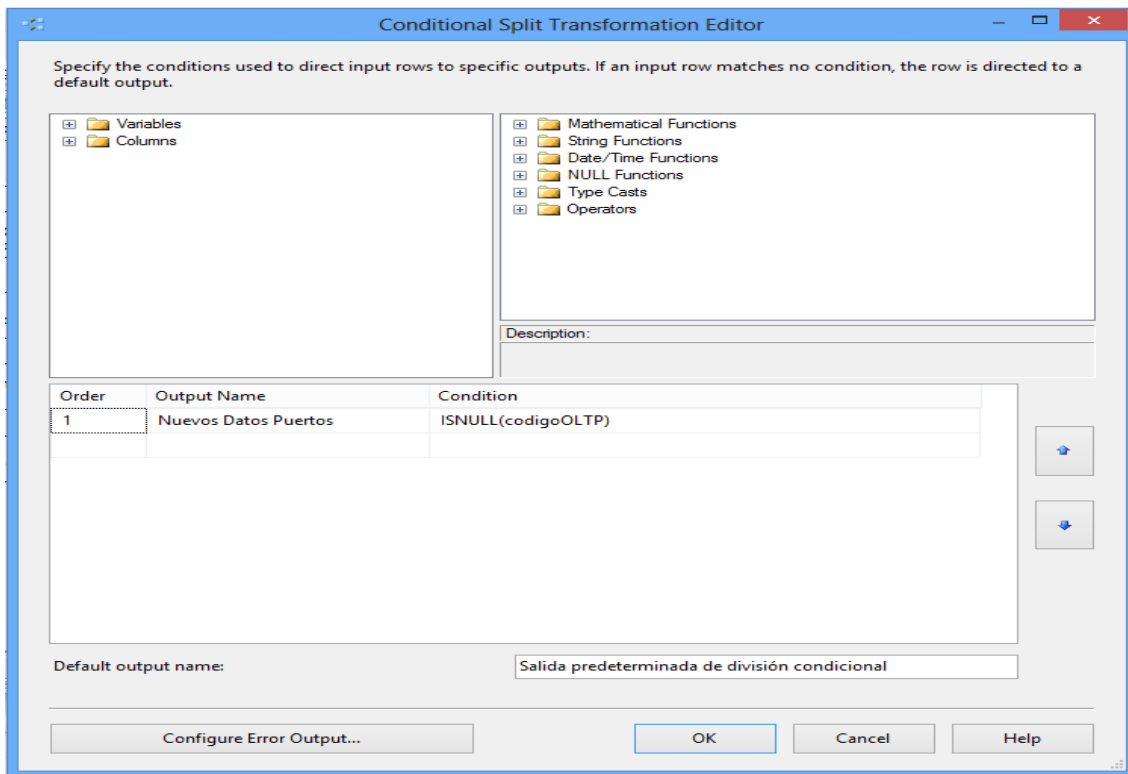 Conditional Split Transformation Editor
Specify the conditions used to direct input rows to specific outputs. If an input row matches no condition, the row is directed to a
default output.
Variables
Columns
Mathematical Functions
String Functions
Date/Time Functions
NULL Functions
Type Casts
Operators
Description:
Order Output Name Condition
1 Nuevos Datos Puertos ISNULL(codigoOLTP)
Default output name: Salida predeterminada de división condicional
Configure Error Output... OK Cancel Help